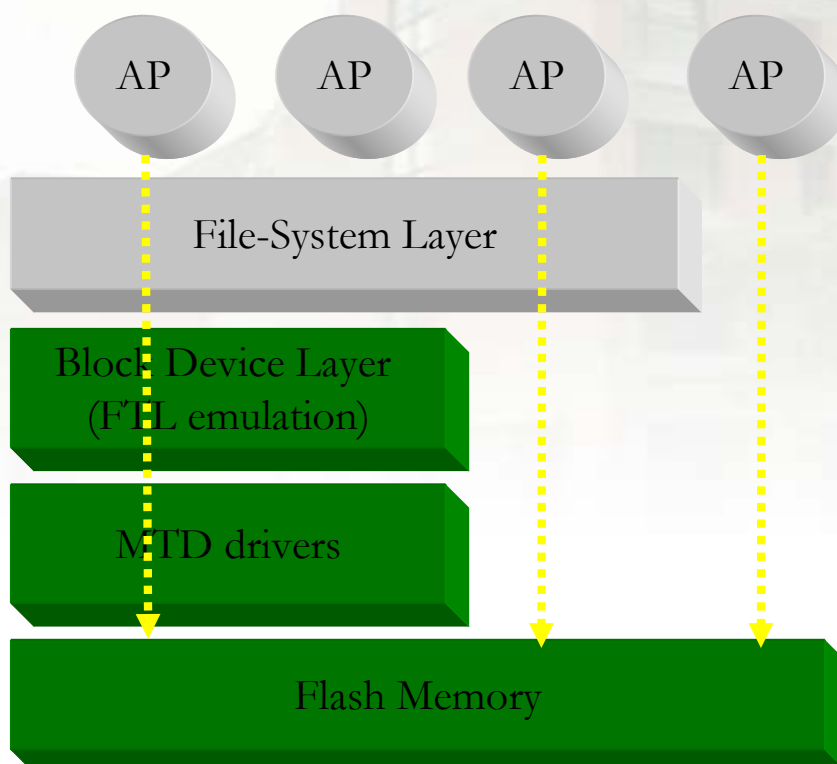 AP
AP
AP
AP
File-System Layer
Block Device Layer
(FTL emulation)
MTD drivers
Flash Memory